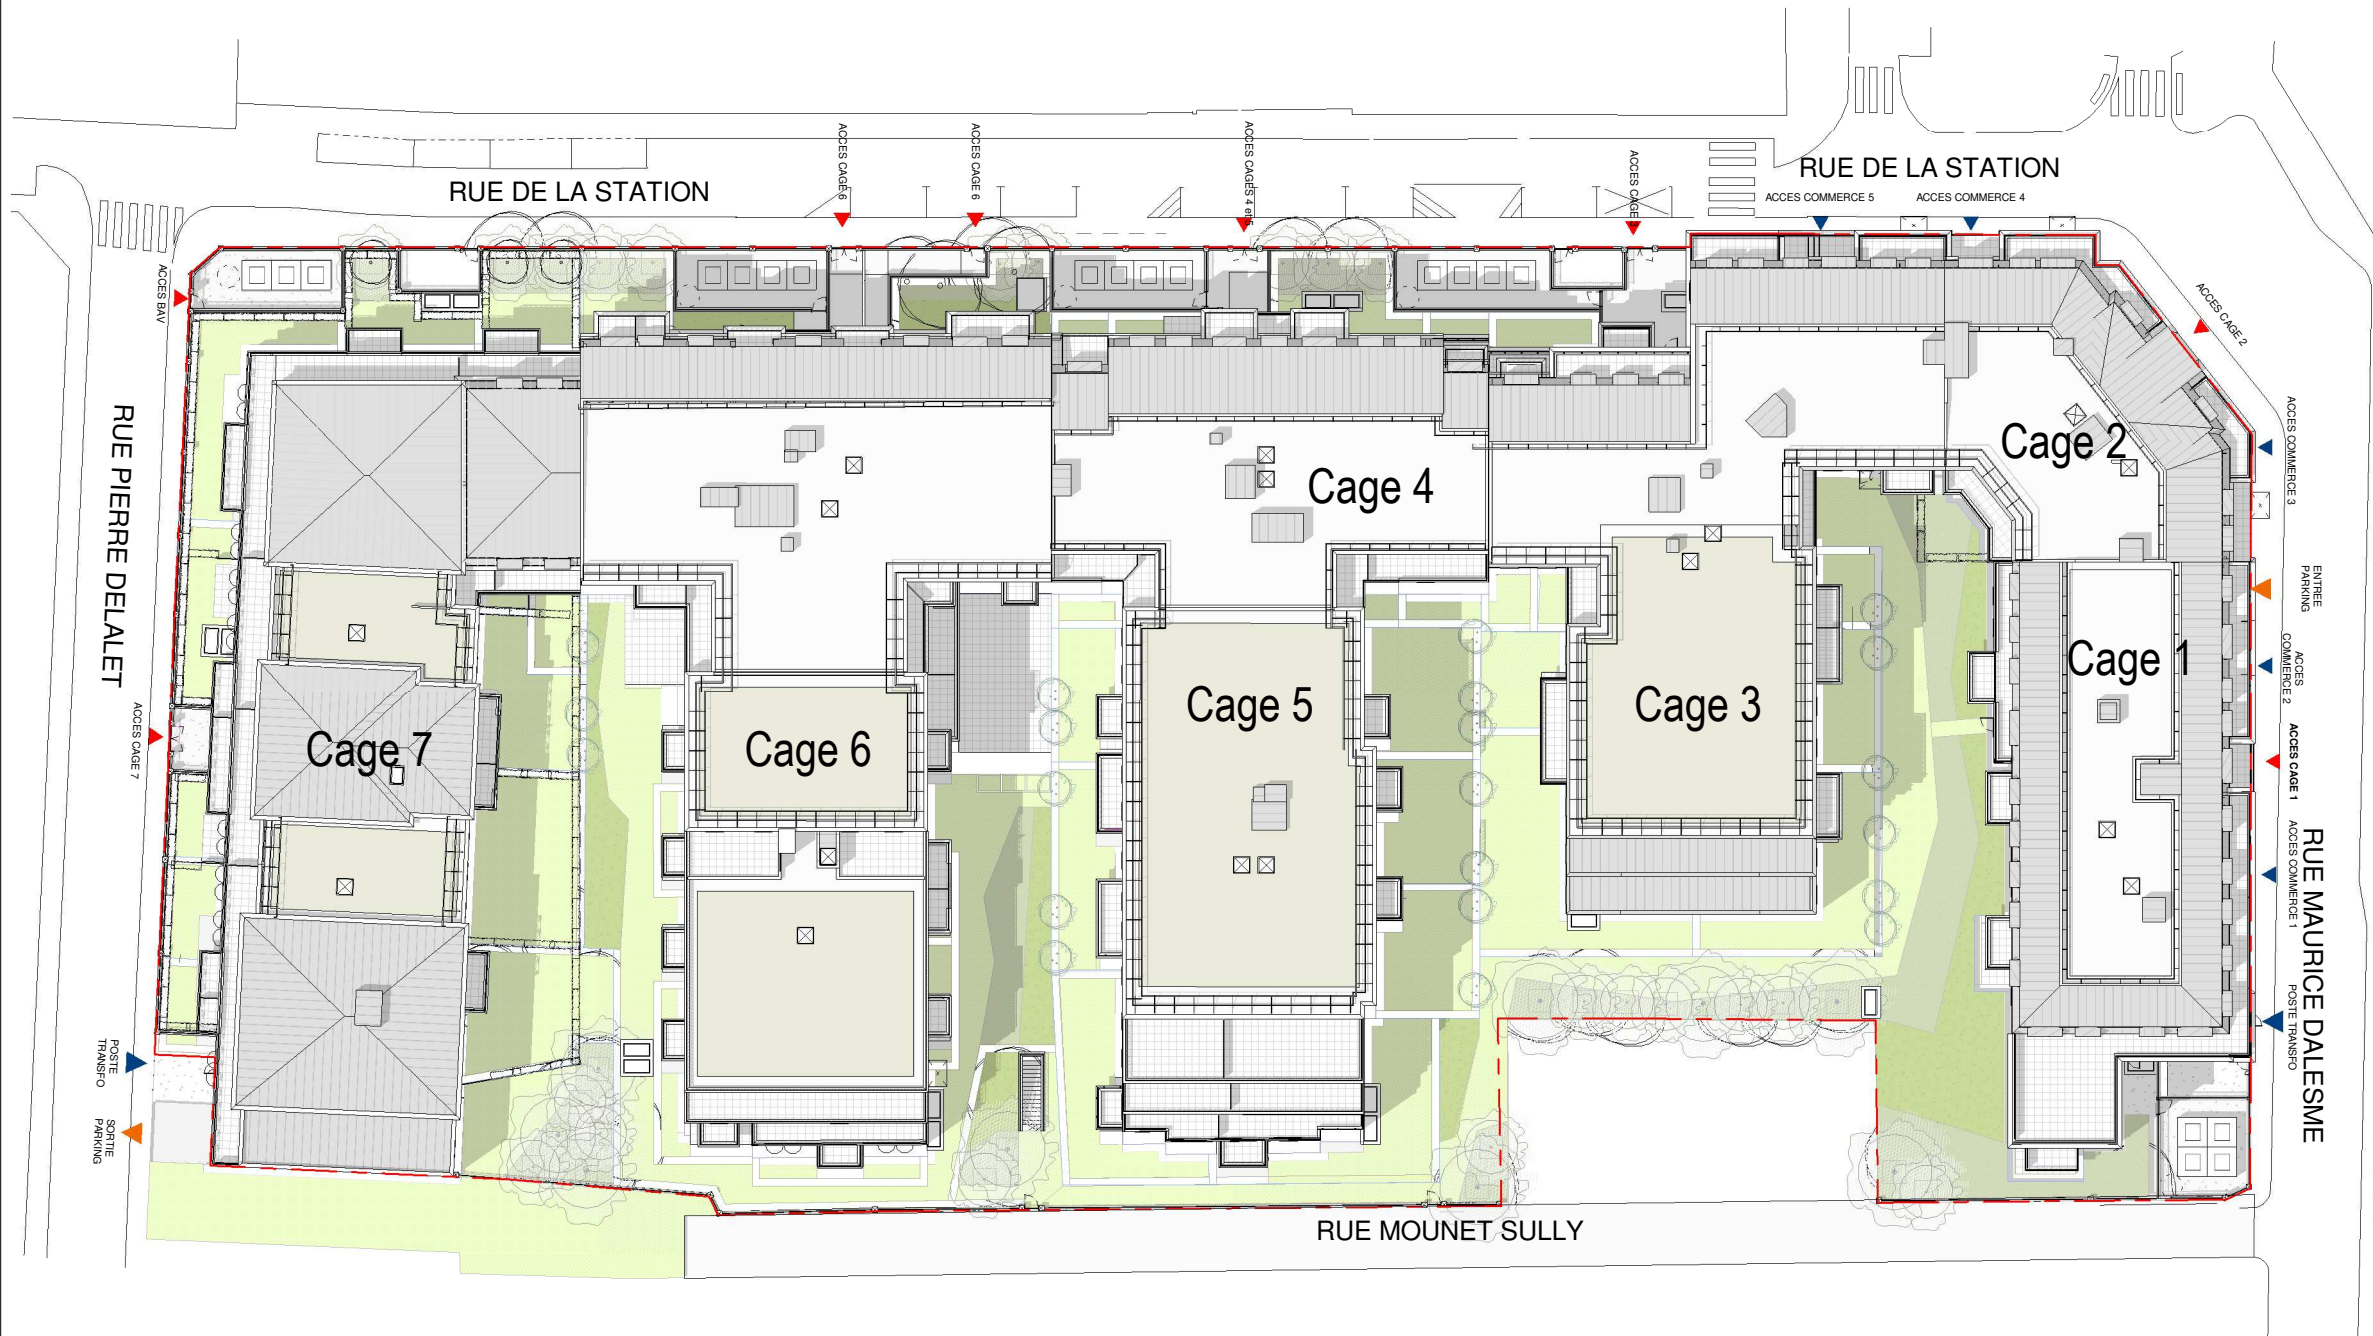 ACCES CAGE 6
ACCES CAGE 6
ACCES CAGES 4 et 5
ACCES CAGE 3
RUE DE LA STATION
RUE DE LA STATION
ACCES COMMERCE 5
ACCES COMMERCE 4
ACCES BAV
ACCES CAGE 2
RUE PIERRE DELALET
ACCES COMMERCE 3
Cage 2
Cage 4
ENTREE
PARKING
ACCES
COMMERCE 2
Cage 1
Cage 5
Cage 3
Cage 6
Cage 7
ACCES CAGE 7
ACCES CAGE 1
ACCES COMMERCE 1
RUE MAURICE DALESME
POSTE TRANSFO
POSTE
TRANSFO
SORTIE
PARKING
RUE MOUNET SULLY